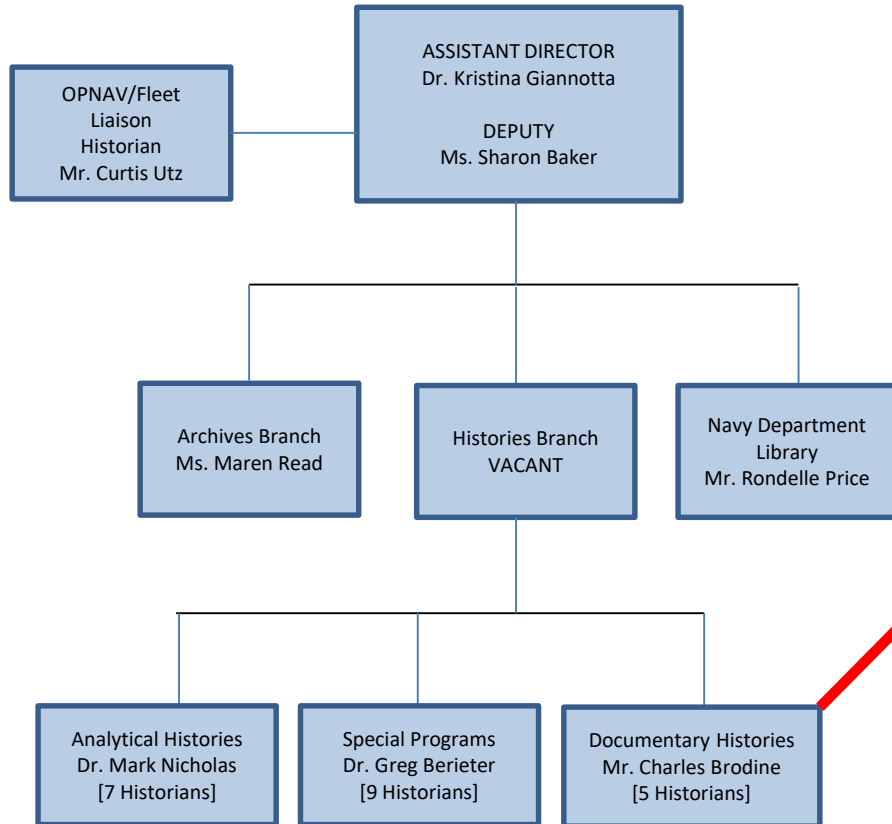 ASSISTANT DIRECTOR
Dr. Kristina Giannotta
DEPUTY
Ms. Sharon Baker
OPNAV/Fleet
Liaison
Historian
Mr. Curtis Utz
Archives Branch
Ms. Maren Read
Histories Branch
VACANT
Navy Department
Library
Mr. Rondelle Price
Analytical Histories
Dr. Mark Nicholas
[7 Historians]
Special Programs
Dr. Greg Berieter
[9 Historians]
Documentary Histories
Mr. Charles Brodine
[5 Historians]